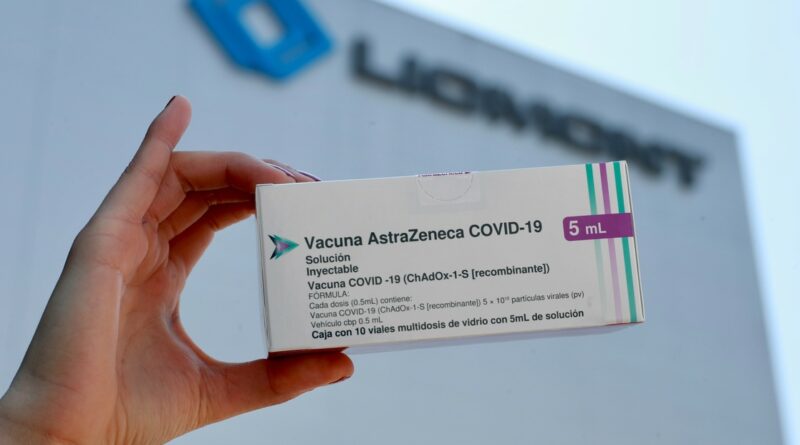 LIOMONT
Vacuna AstraZeneca COVID-19
5 mL
Solución
Inyectable
Vacuna COVID -19 (ChAdOx-1-S [recombinante])
FÓRMULA:
Cada dosis (0.5mL) contiene:
Vacuna COVID-19 (ChAdOx-1-S [recombinante]) 5 × 10¹⁰ partículas virales (pv)
Vehículo cbp 0.5 mL
Caja con 10 viales multidosis de vidrio con 5mL de solución